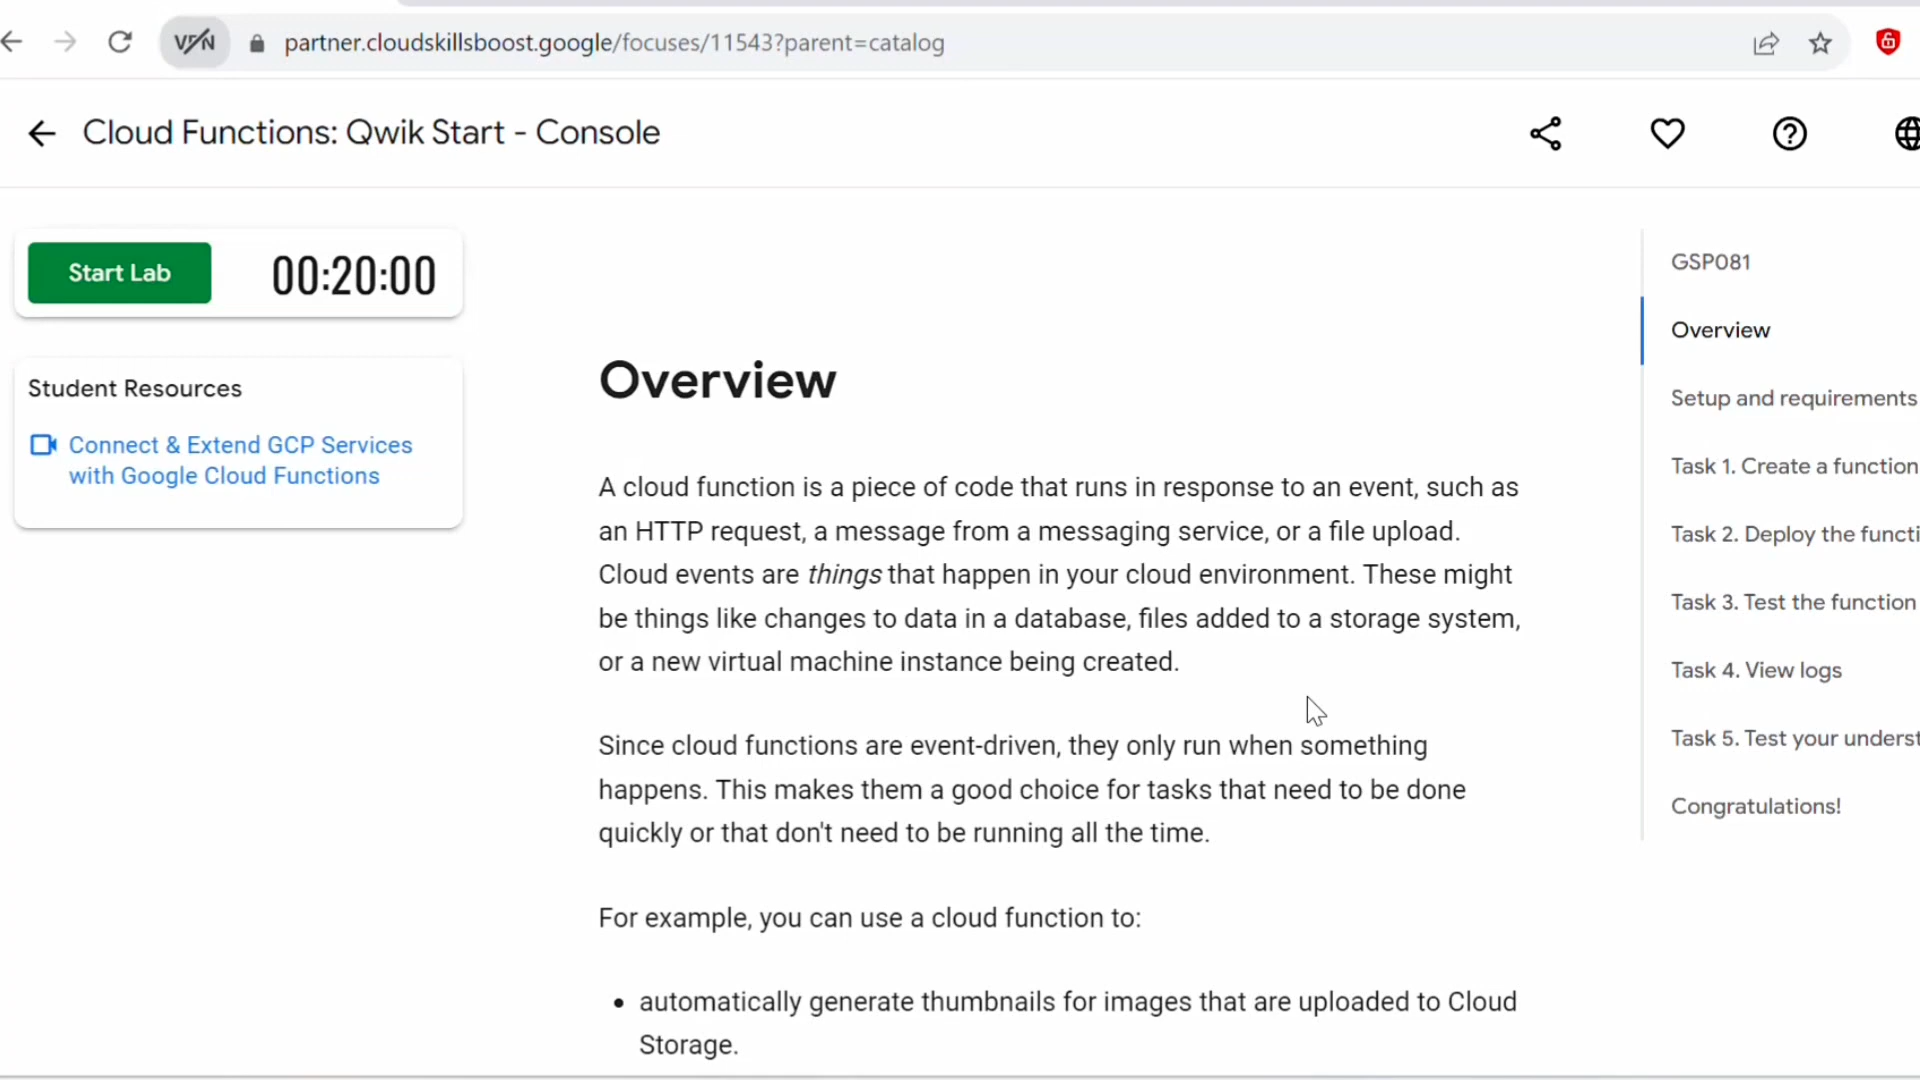 VPN
partner.cloudskillsboost.google/focuses/11543?parent=catalog
Cloud Functions: Qwik Start - Console
Start Lab
00:20:00
Student Resources
Connect & Extend GCP Services
with Google Cloud Functions
Overview
A cloud function is a piece of code that runs in response to an event, such as
an HTTP request, a message from a messaging service, or a file upload.
Cloud events are things that happen in your cloud environment. These might
be things like changes to data in a database, files added to a storage system,
or a new virtual machine instance being created.
Since cloud functions are event-driven, they only run when something
happens. This makes them a good choice for tasks that need to be done
quickly or that don't need to be running all the time.
For example, you can use a cloud function to:
• automatically generate thumbnails for images that are uploaded to Cloud
Storage.
GSP081
Overview
Setup and requirements
Task 1. Create a function
Task 2. Deploy the functi
Task 3. Test the function
Task 4. View logs
Task 5. Test your underst
Congratulations!